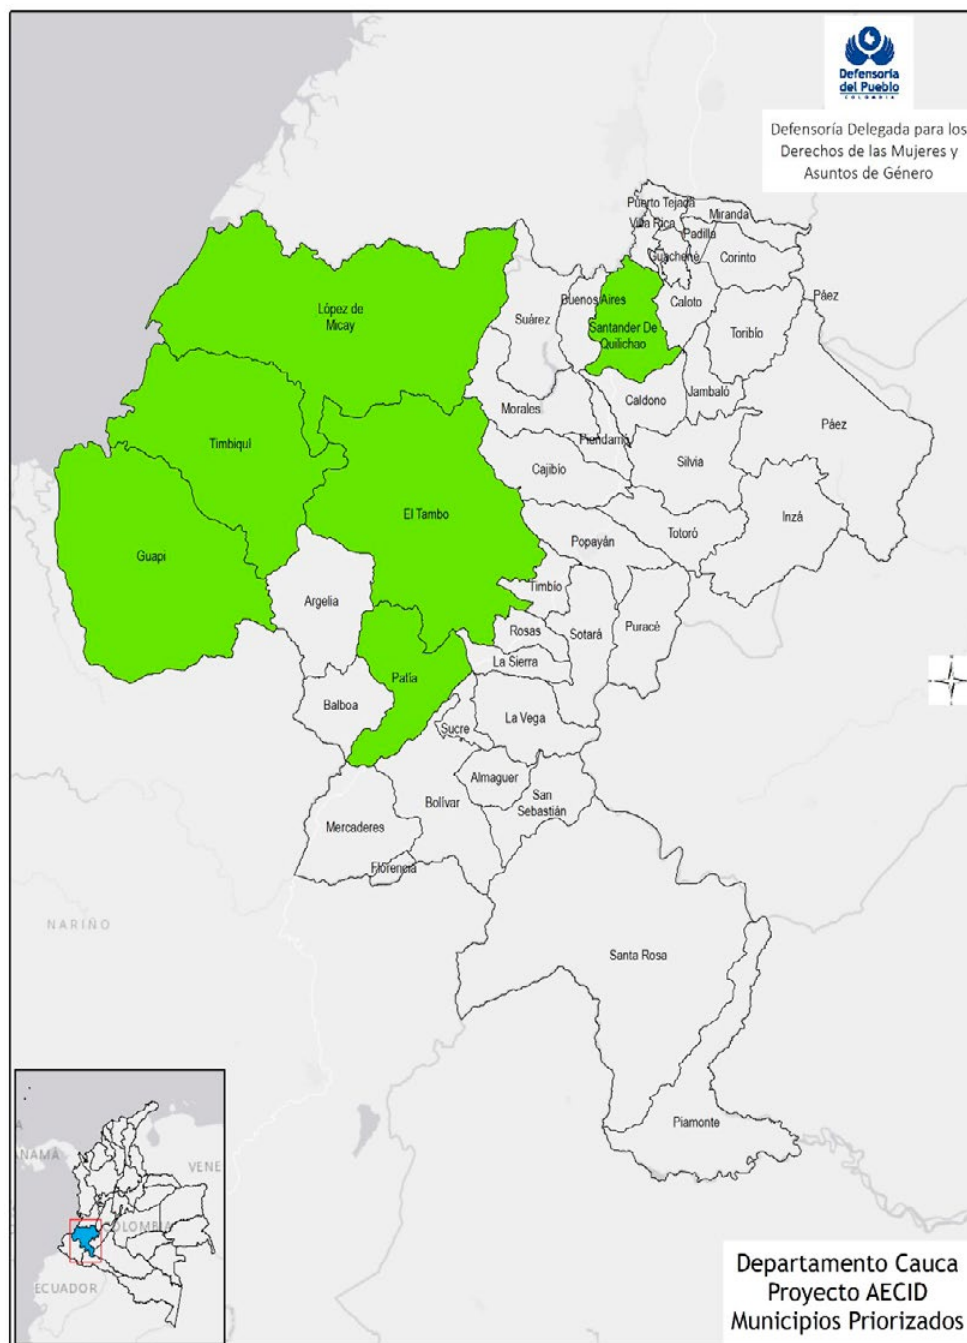 Defensoría
del Pueblo
COLOMBIA
Defensoría Delegada para los
Derechos de las Mujeres y
Asuntos de Género
Puerto Tejada
Miranda
Villa Rica
Padilla
Guachené
Corinto
López de
Micay
Suárez
Buenos Aires
Caloto
Páez
Santander De
Quilichao
Toribío
Morales
Caldono
Jambaló
Páez
Piendamó
Timbiquí
Cajibío
Silvia
El Tambo
Inzá
Guapi
Popayán
Totoró
Argelia
Timbío
Rosas
Sotará
Puracé
La Sierra
Patía
Balboa
Sucre
La Vega
Almaguer
San
Sebastián
Bolívar
Mercaderes
Florencia
NARIÑO
Santa Rosa
Piamonte
ANAMÁ
VENE
COLOMBIA
ECUADOR
Departamento Cauca
Proyecto AECID
Municipios Priorizados